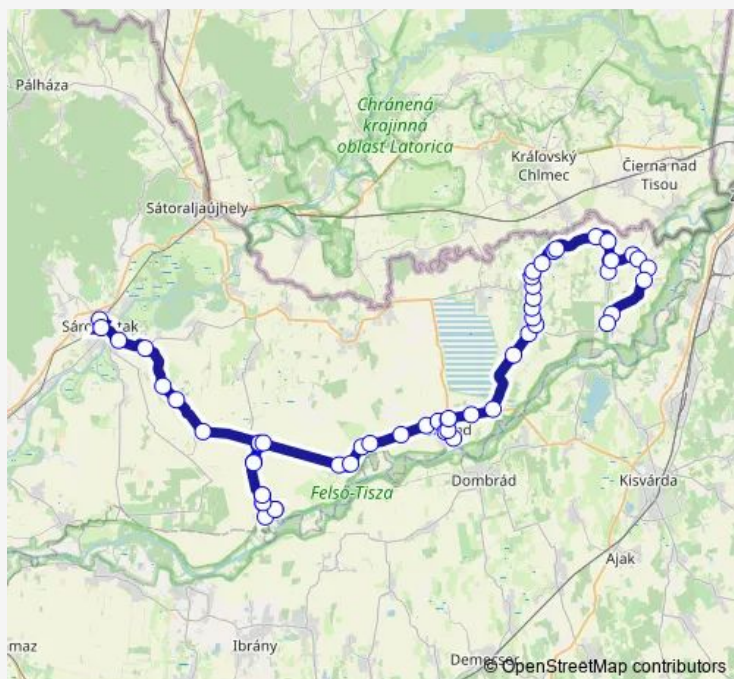 Pálháza
Chránená
krajinná
oblasť Latorica
Kráľovský
Chlmec
Čierna nad
Tisou
Sátoraljaújhely
Felső-Tisza
Dombrád
Kisvárda
Ajak
Ibrány
© OpenStreetMap contributors